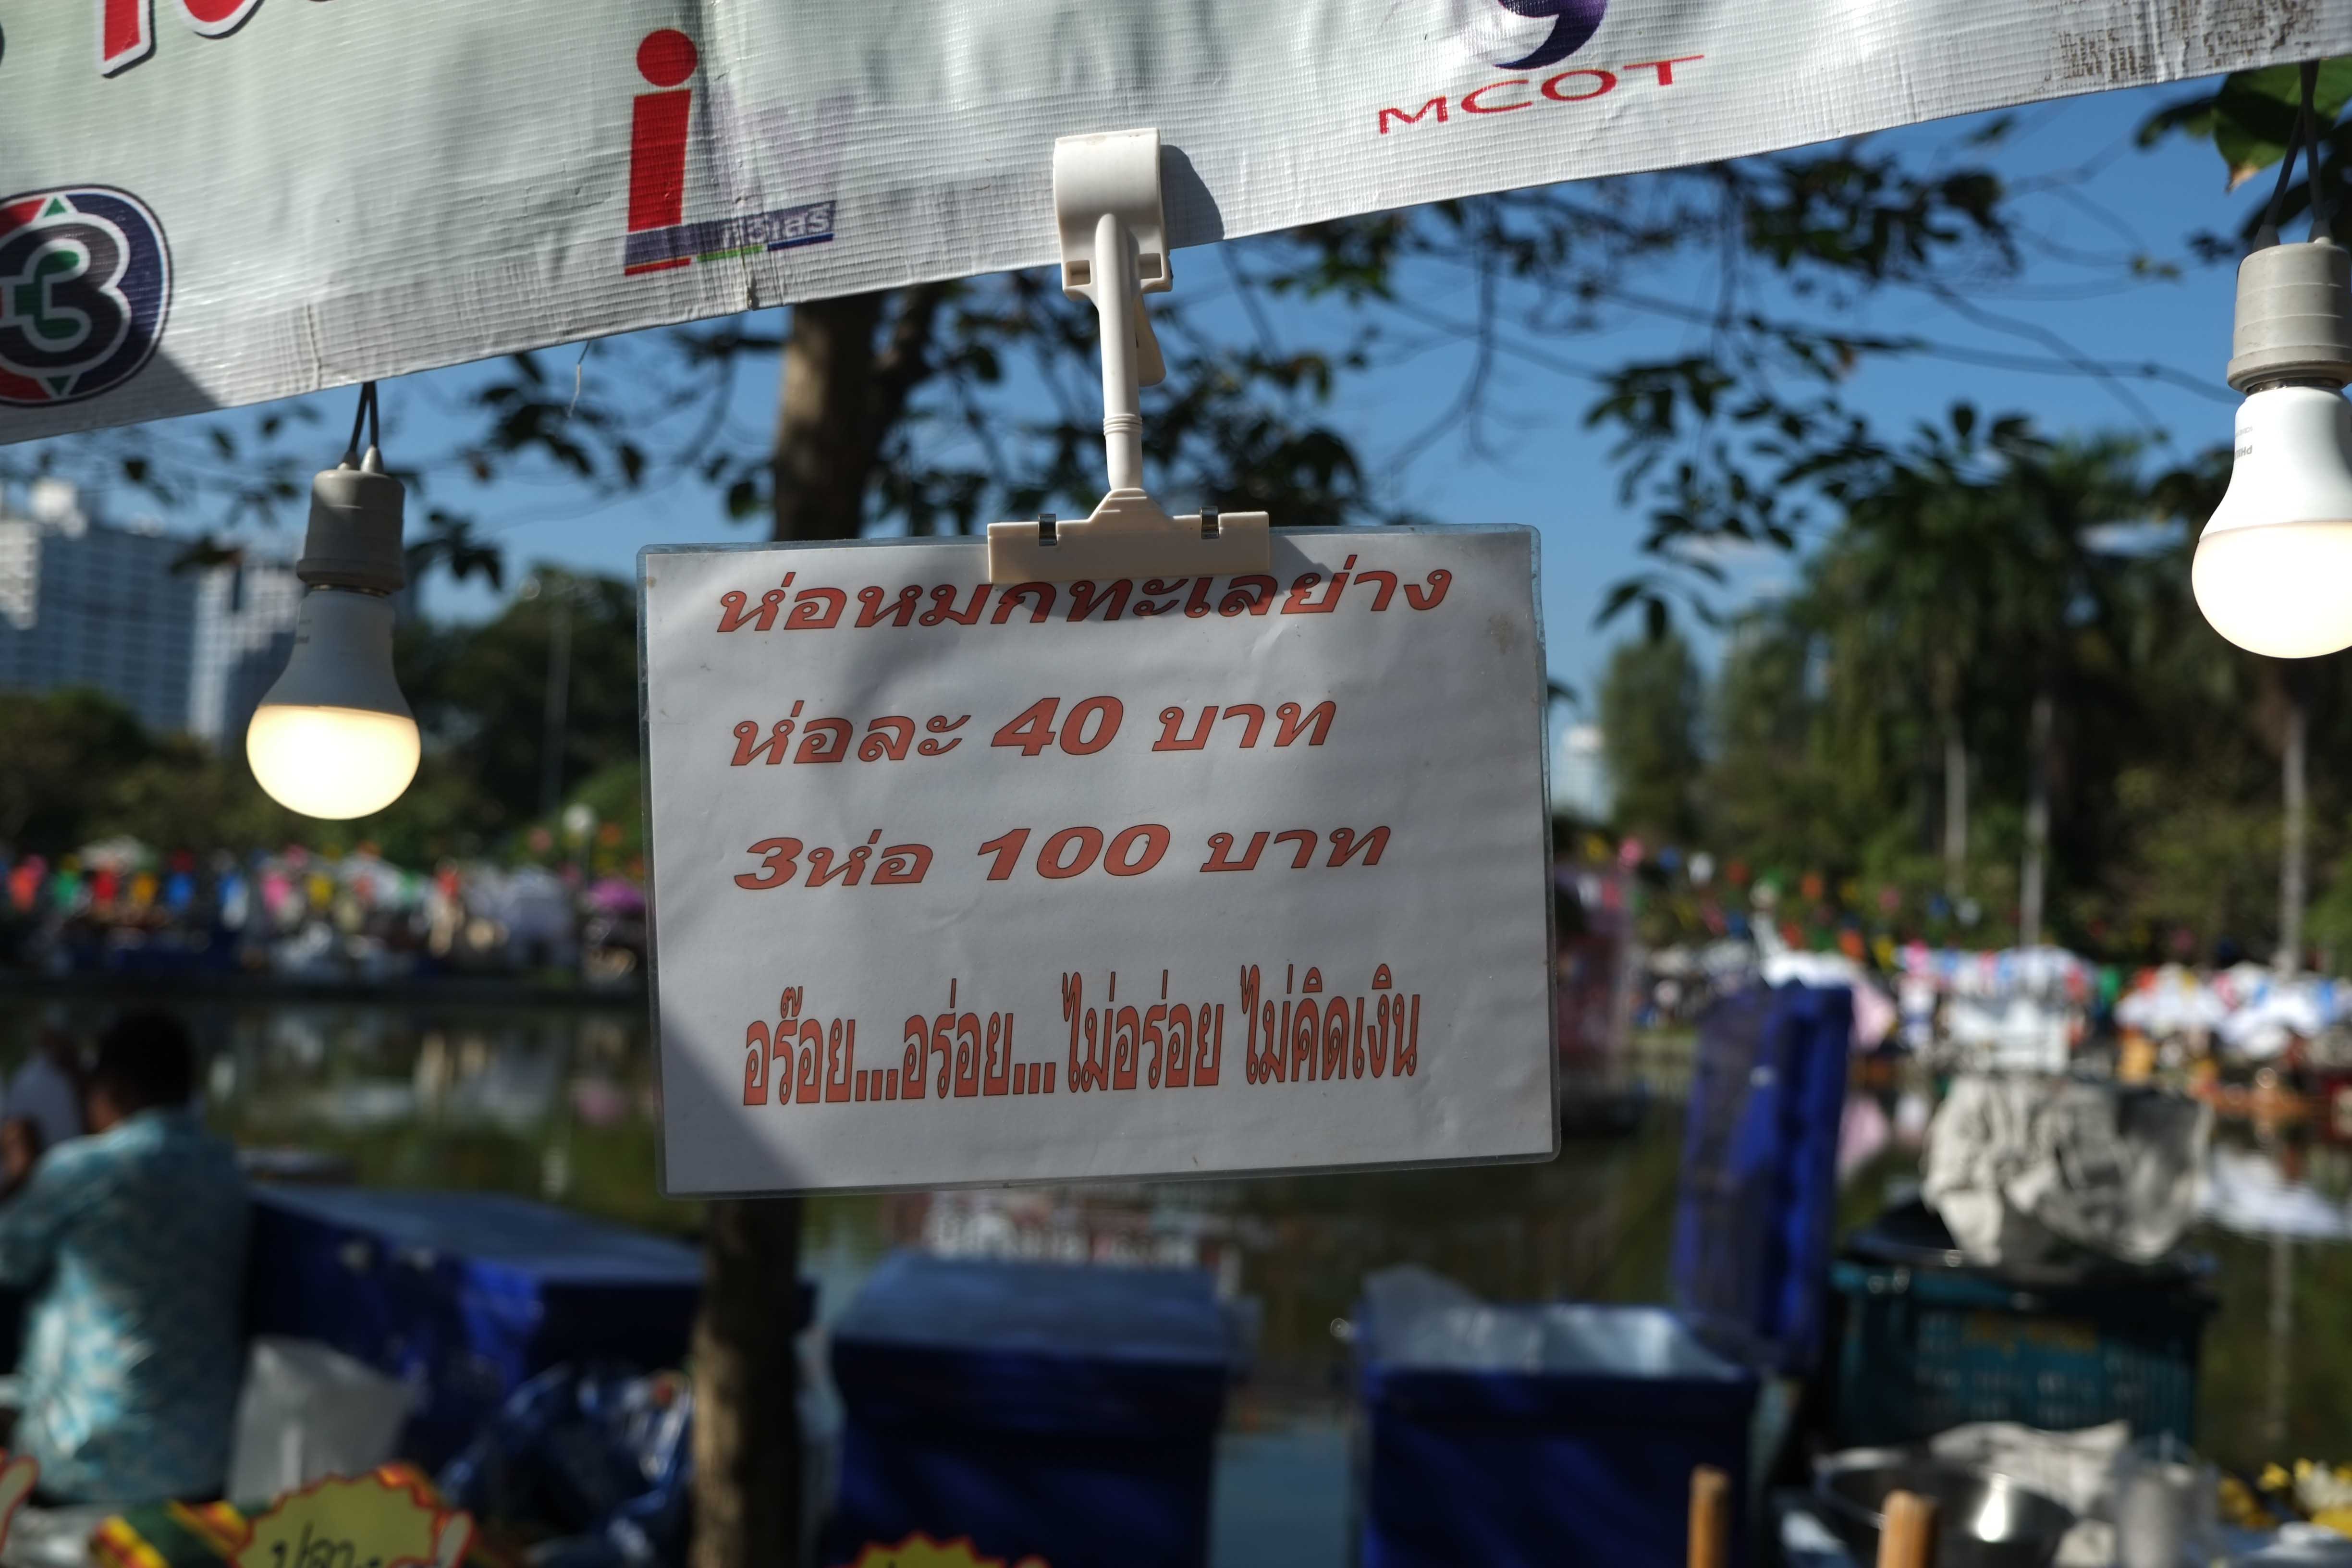 MCOT
3
ห่อหมกทะเลย่าง
ห่อละ 40 บาท
3ห่อ 100 บาท
อร๊อย...อร่อย...ไม่อร่อย ไม่คิดเงิน